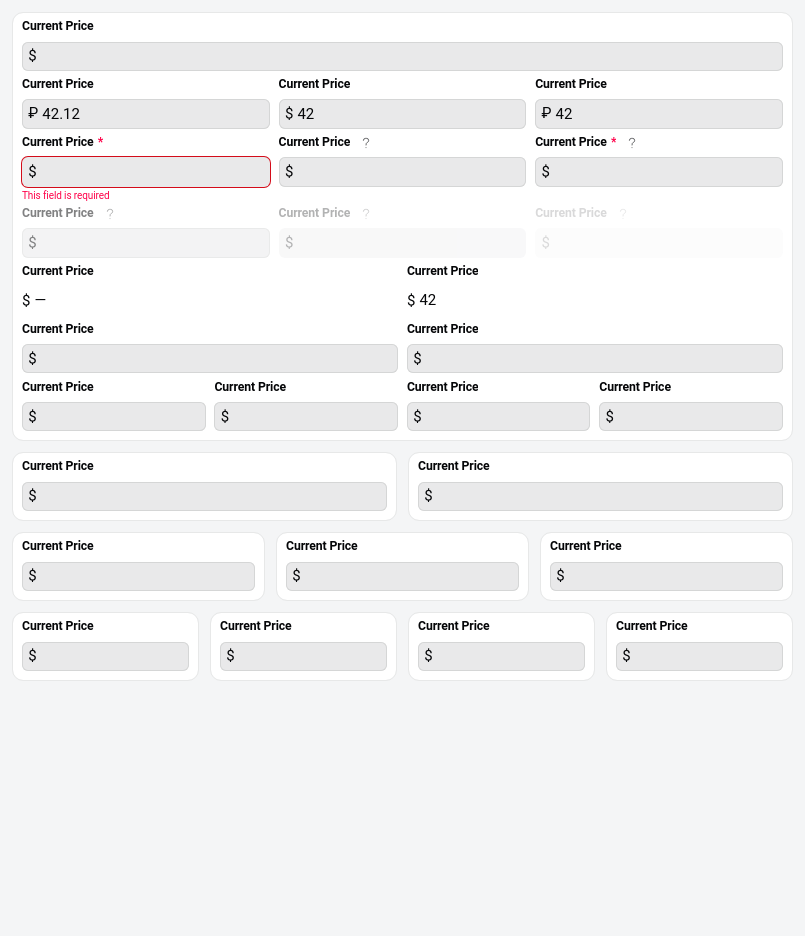 Current Price
$
Current Price Current Price Current Price
₽ 42.12 $ 42 ₽ 42
Current Price * Current Price ? Current Price * ?
$ $ $
This field is required
Current Price ? Current Price ? Current Price ?
$ $ $
Current Price Current Price
$ — $ 42
Current Price Current Price
$ $
Current Price Current Price Current Price Current Price
$ $ $ $
Current Price Current Price
$ $
Current Price Current Price Current Price
$ $ $
Current Price Current Price Current Price Current Price
$ $ $ $